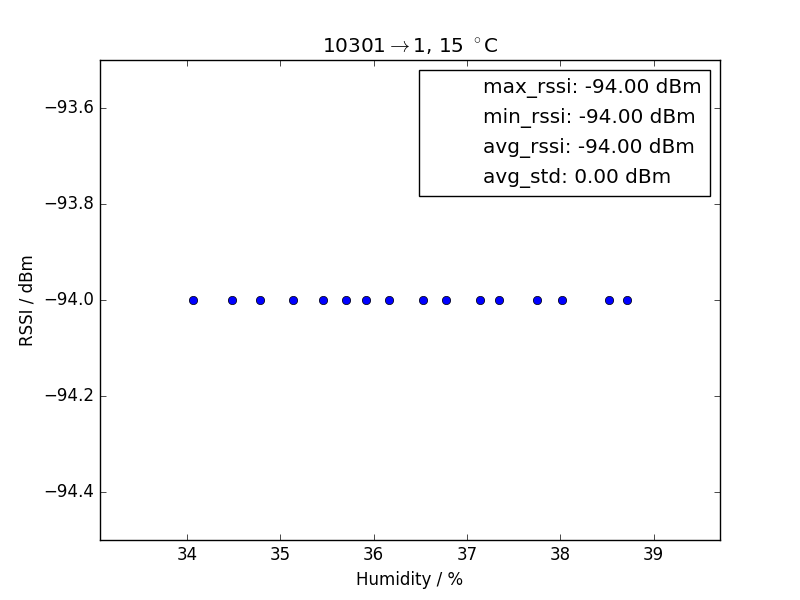 10301→1, 15 °C
max_rssi: -94.00 dBm
min_rssi: -94.00 dBm
avg_rssi: -94.00 dBm
avg_std: 0.00 dBm
−93.6
−93.8
−94.0
−94.2
−94.4
RSSI / dBm
34 35 36 37 38 39
Humidity / %